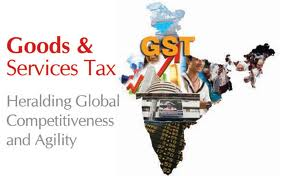 Goods &
Services Tax
Heralding Global
Competitiveness
and Agility
GST